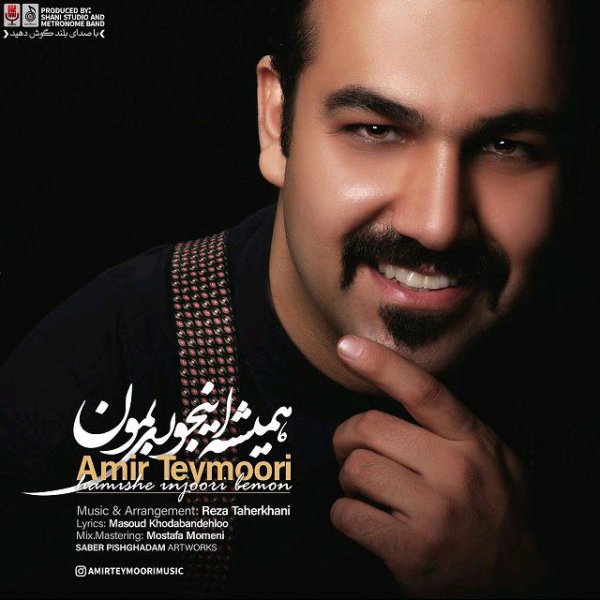 PRODUCED BY:
SHANI STUDIO AND
METRONOME BAND
با صدای بلند گوش دهید
همیشه اینجوری بمون
Amir Teymoori
hamishe injoori bemon
Music & Arrangement: Reza Taherkhani
Lyrics: Masoud Khodabandehloo
Mix.Mastering: Mostafa Momeni
SABER PISHGHADAM ARTWORKS
AMIRTEYMOORIMUSIC